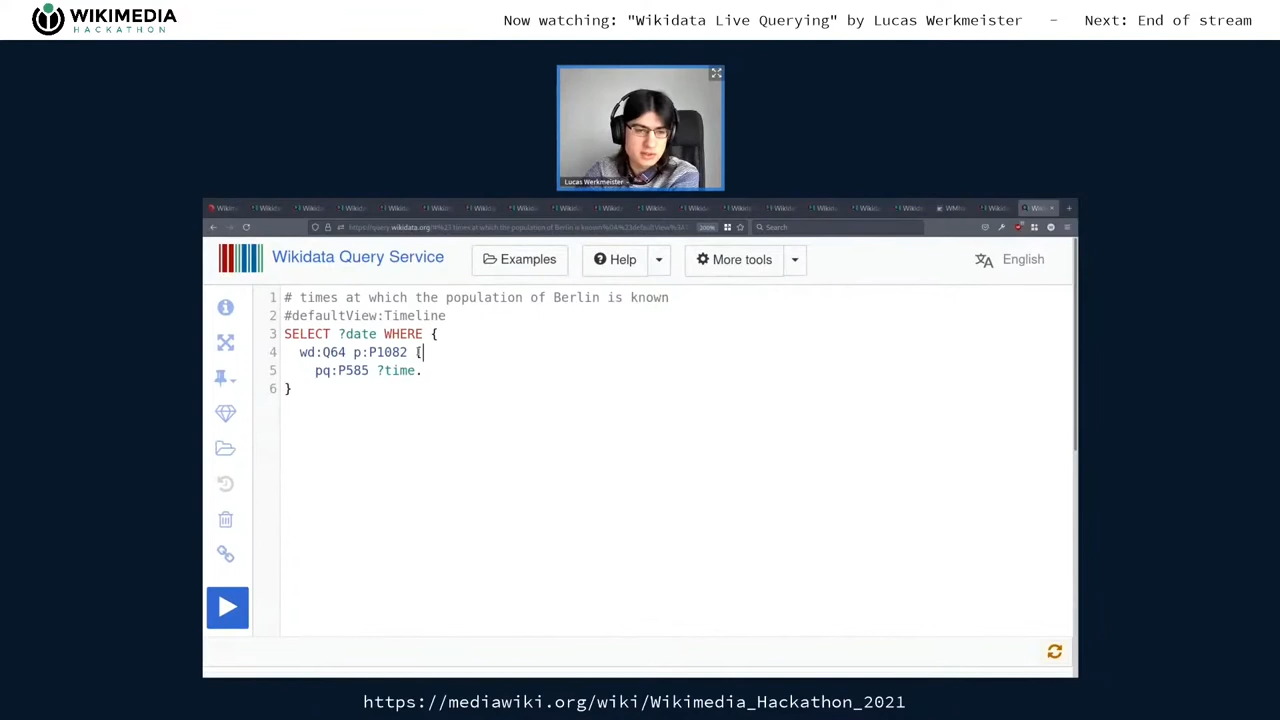 WIKIMEDIA
HACKATHON
Now watching: "Wikidata Live Querying" by Lucas Werkmeister - Next: End of stream
Lucas Werkmeister
200%
Search
Wikidata Query Service
Examples
Help
More tools
English
1 # times at which the population of Berlin is known
2 #defaultView:Timeline
3 SELECT ?date WHERE {
4 wd:Q64 p:P1082 [
5 pq:P585 ?time.
6 }
https://mediawiki.org/wiki/Wikimedia_Hackathon_2021